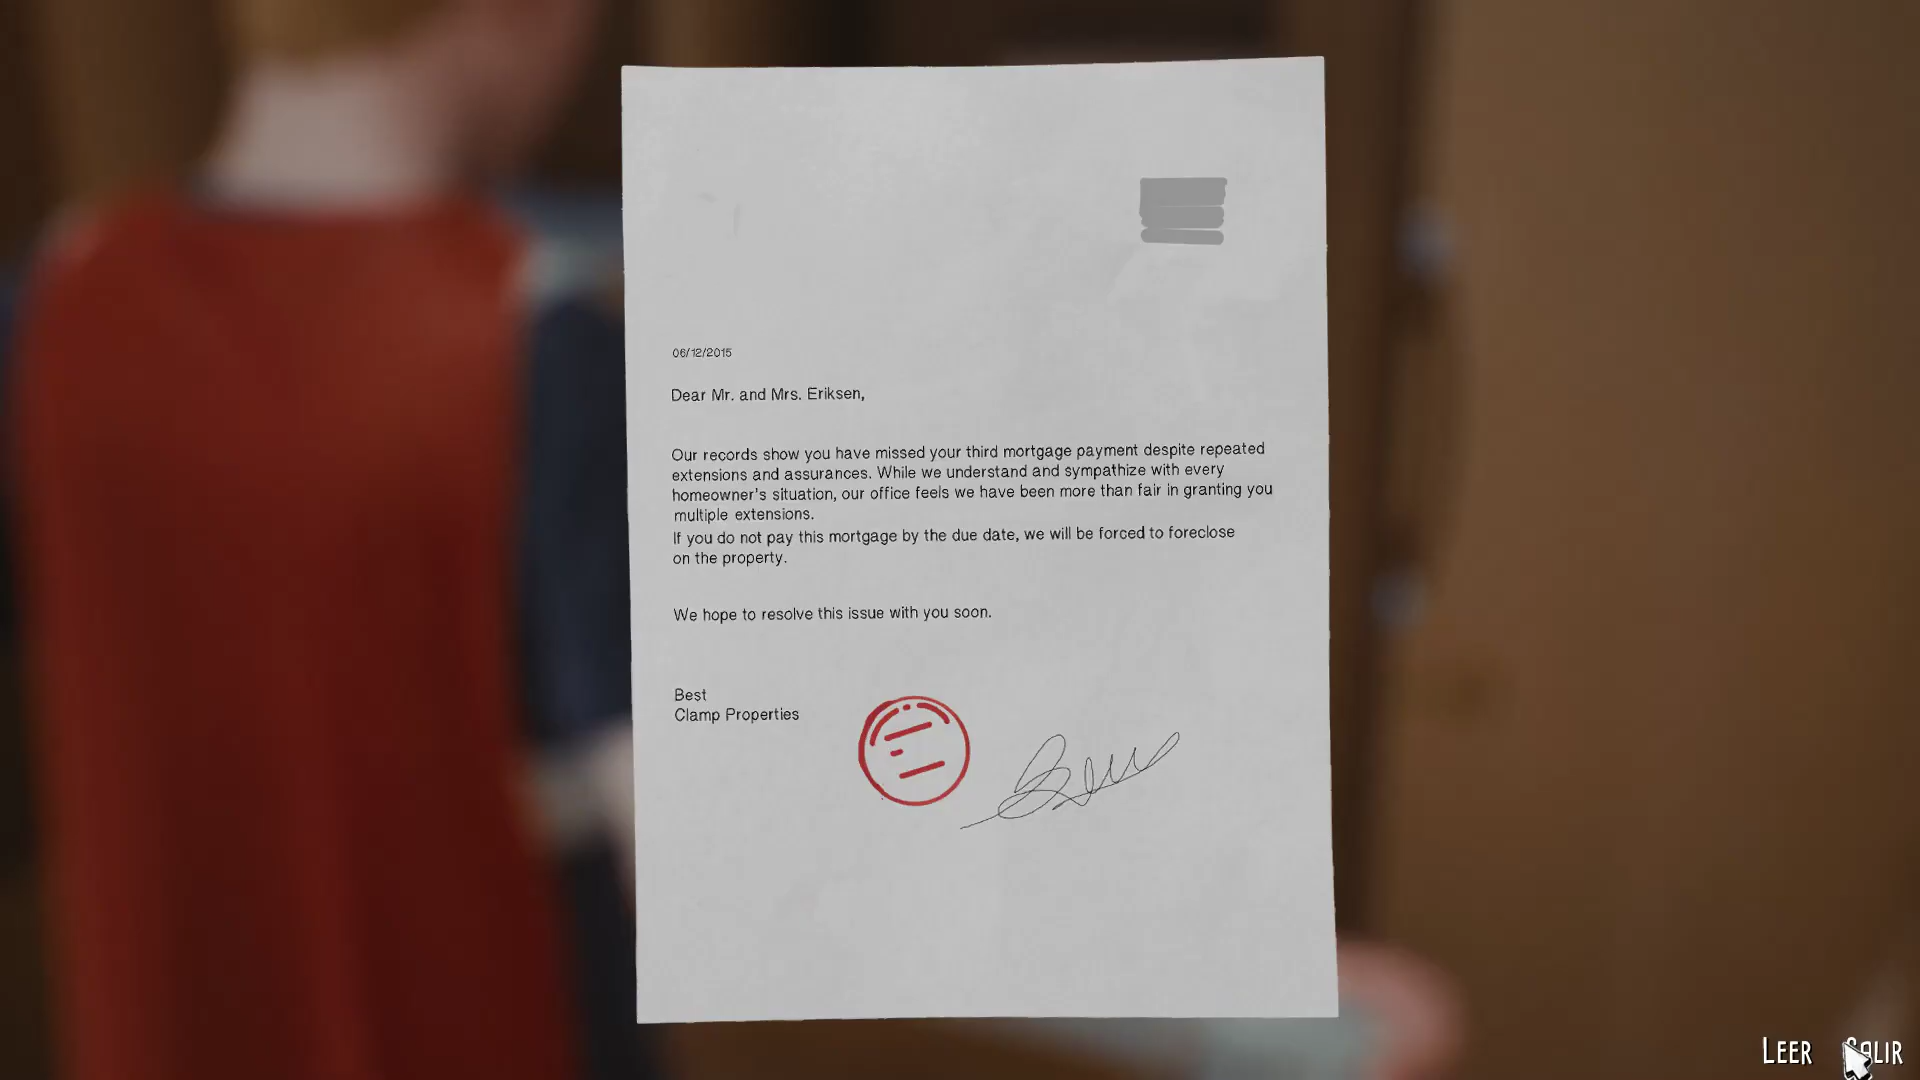 06/12/2015
Dear Mr. and Mrs. Eriksen,
Our records show you have missed your third mortgage payment despite repeated
extensions and assurances. While we understand and sympathize with every
homeowner's situation, our office feels we have been more than fair in granting you
multiple extensions.
If you do not pay this mortgage by the due date, we will be forced to foreclose
on the property.
We hope to resolve this issue with you soon.
Best
Clamp Properties
LEER SALIR